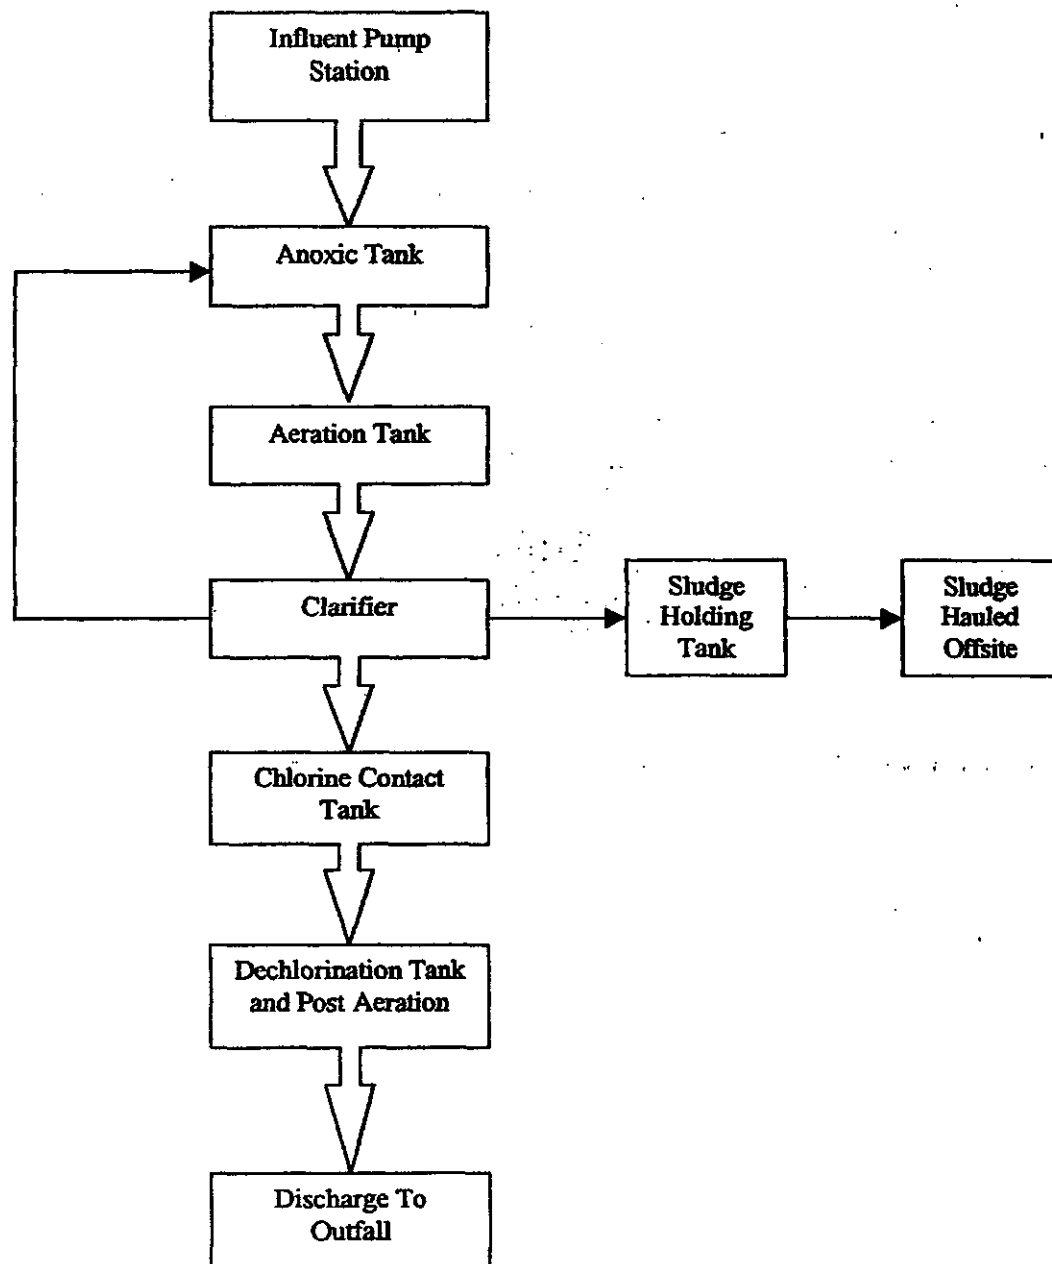 Influent Pump
Station
Anoxic Tank
Aeration Tank
Clarifier
Sludge
Holding
Tank
Sludge
Hauled
Offsite
Chlorine Contact
Tank
Dechlorination Tank
and Post Aeration
Discharge To
Outfall